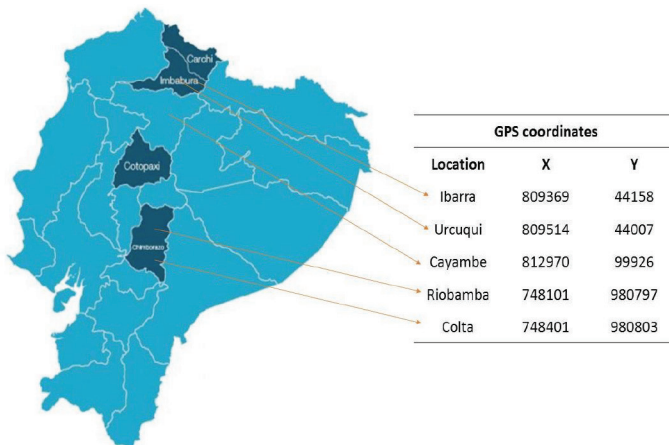 Carchi
Imbabura
Cotopaxi
Chimborazo
GPS coordinates
Location X Y
Ibarra 809369 44158
Urcuqui 809514 44007
Cayambe 812970 99926
Riobamba 748101 980797
Colta 748401 980803